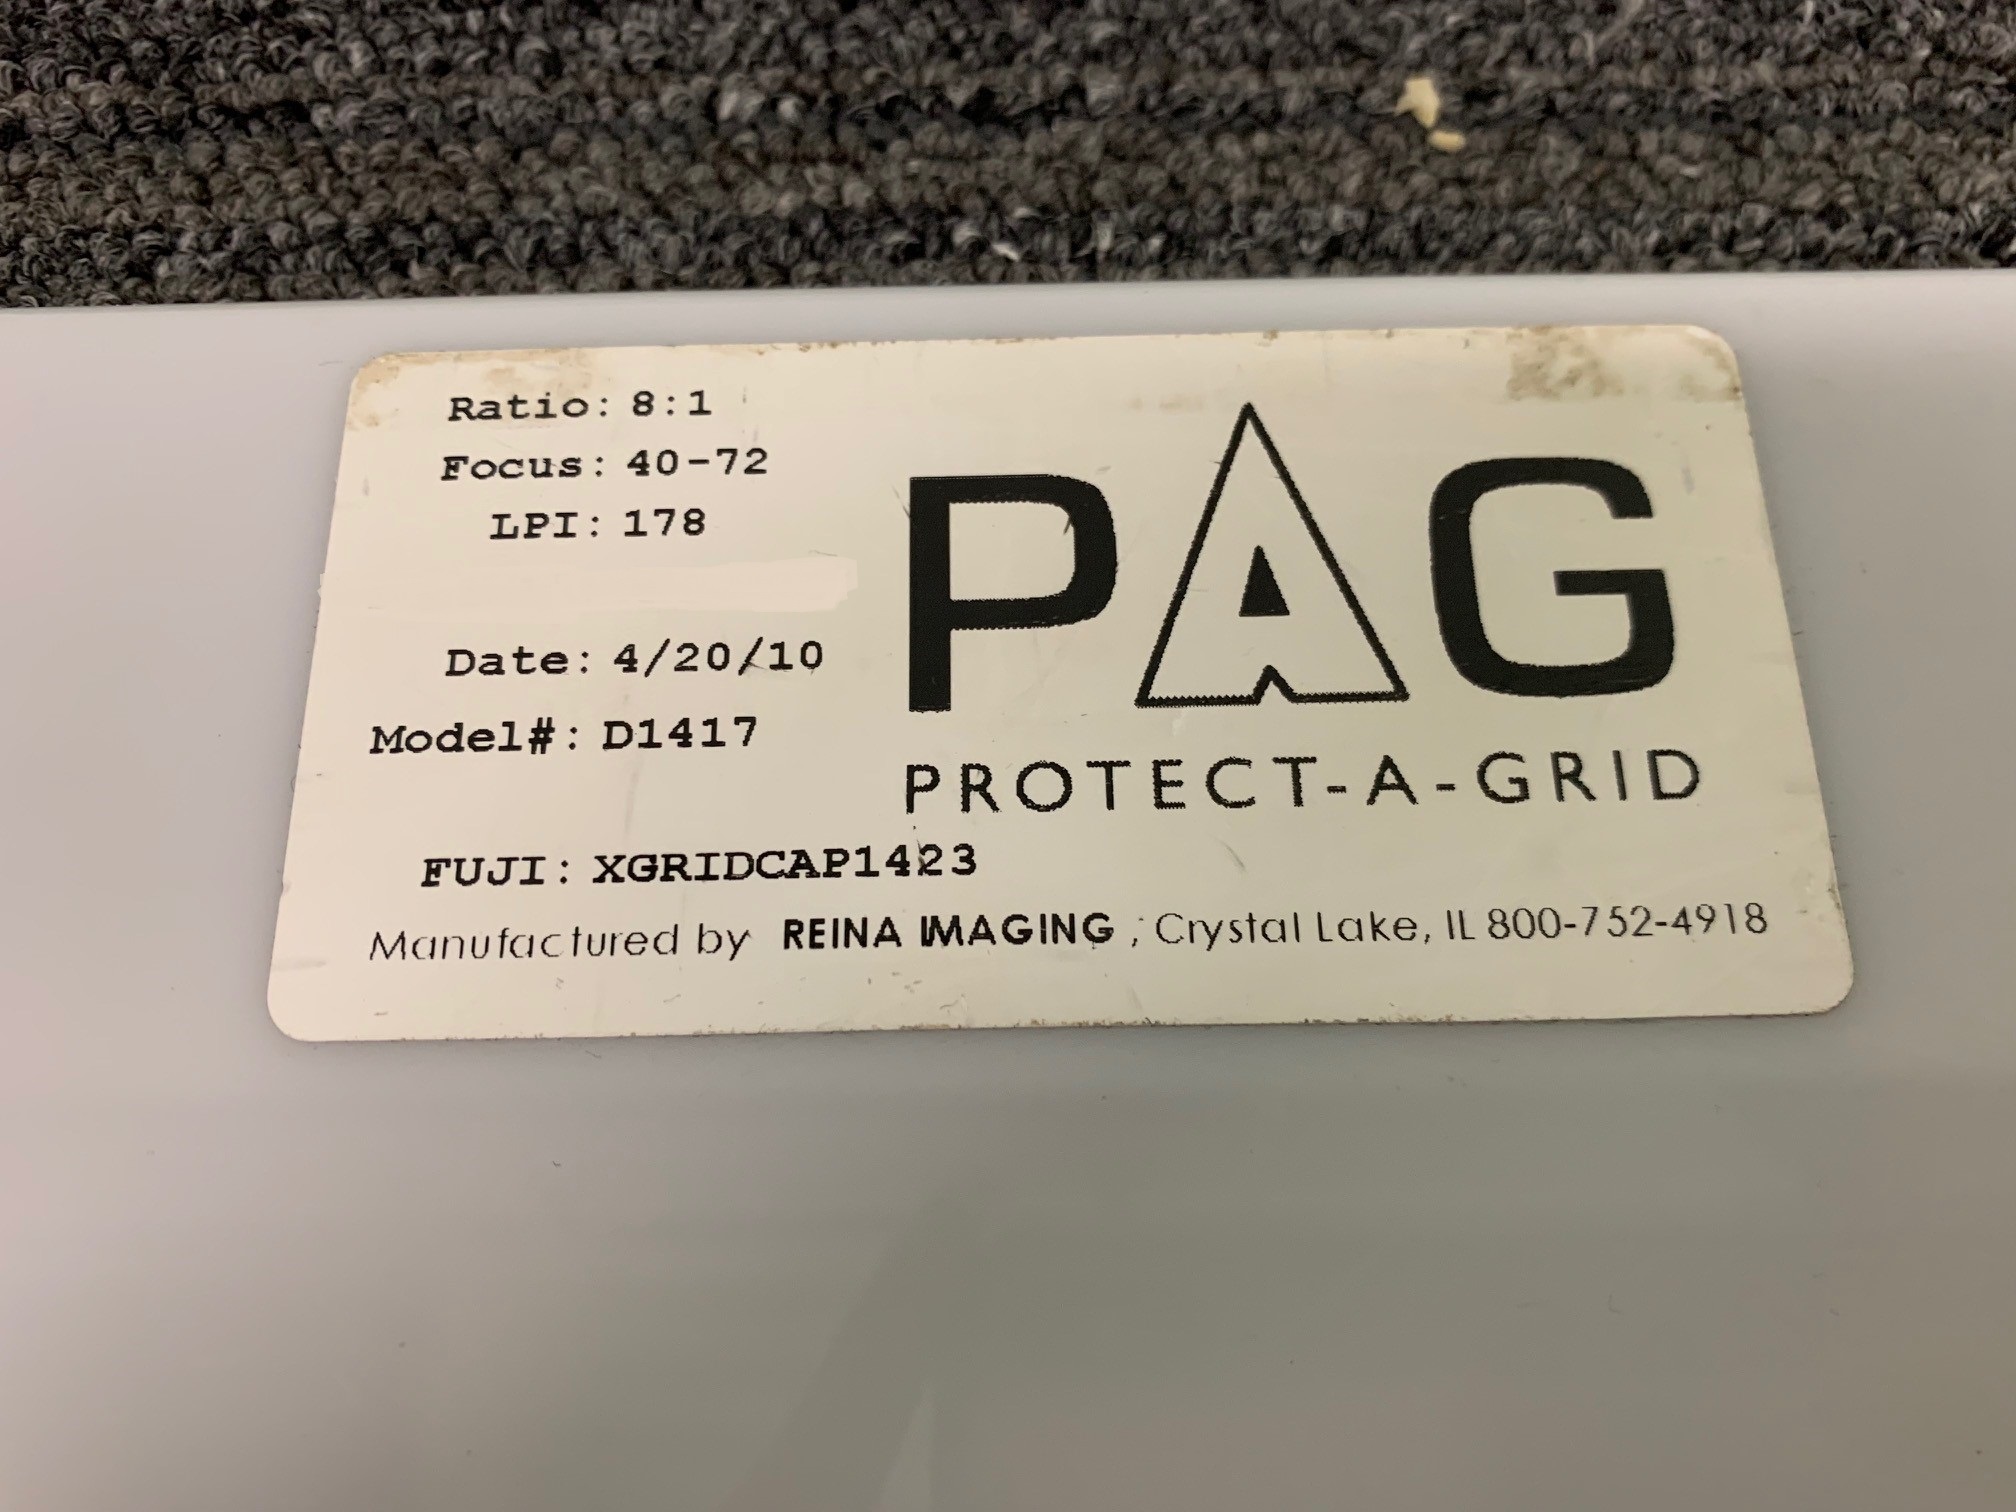 Ratio: 8:1
Focus: 40-72
LPI: 178
Date: 4/20/10
Model#: D1417
PAG
PROTECT-A-GRID
FUJI: XGRIDCAP1423
Manufactured by REINA IMAGING, Crystal Lake, IL 800-752-4918